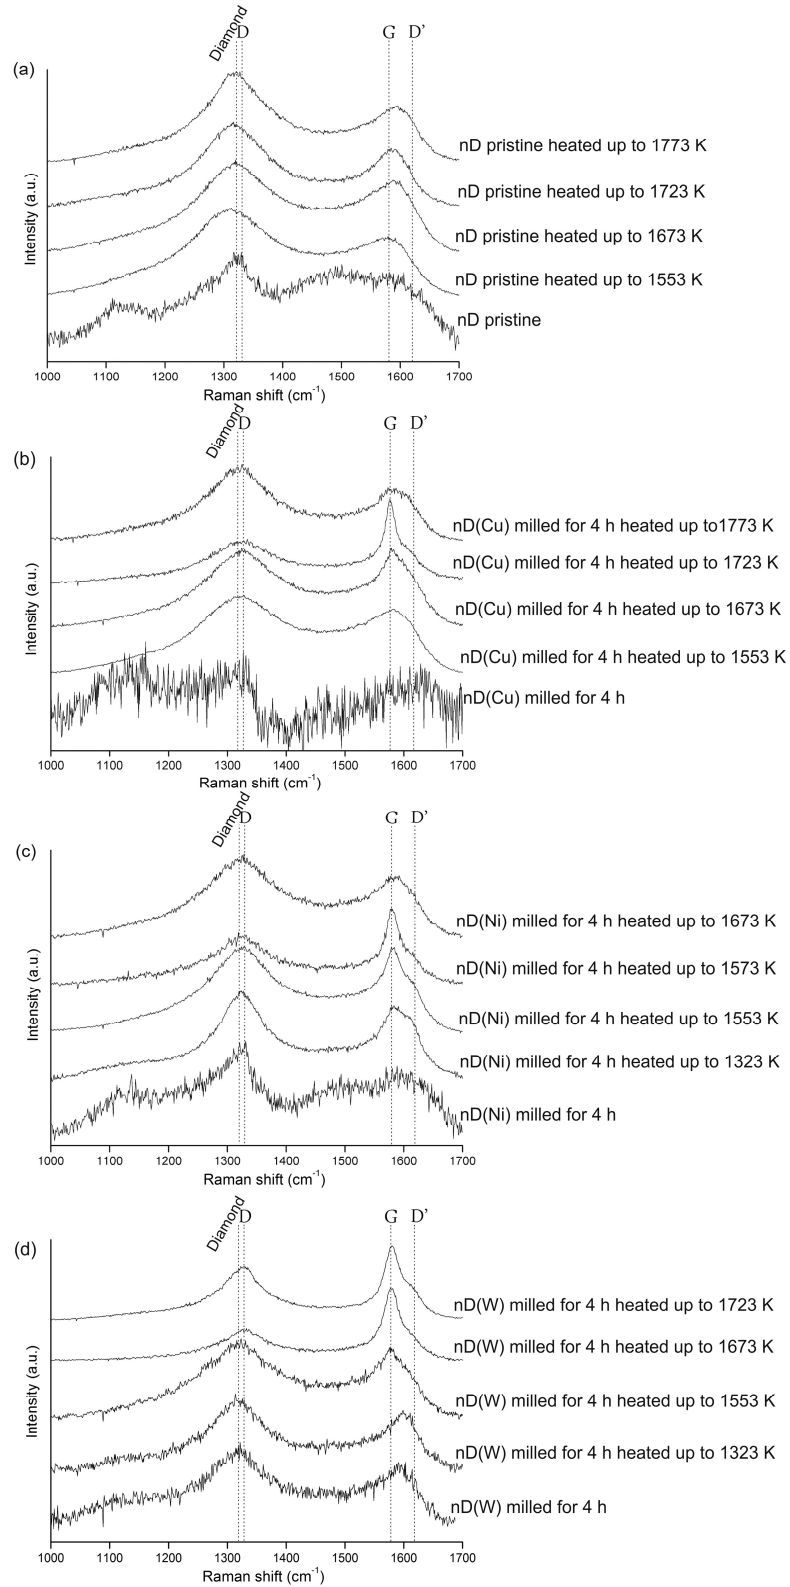 Diamond D G D'
(a)
nD pristine heated up to 1773 K
nD pristine heated up to 1723 K
nD pristine heated up to 1673 K
nD pristine heated up to 1553 K
nD pristine
Intensity (a.u.)
1000 1100 1200 1300 1400 1500 1600 1700
Raman shift (cm-1)
Diamond D G D'
(b)
nD(Cu) milled for 4 h heated up to1773 K
nD(Cu) milled for 4 h heated up to 1723 K
nD(Cu) milled for 4 h heated up to 1673 K
nD(Cu) milled for 4 h heated up to 1553 K
nD(Cu) milled for 4 h
Intensity (a.u.)
1000 1100 1200 1300 1400 1500 1600 1700
Raman shift (cm-1)
Diamond D G D'
(c)
nD(Ni) milled for 4 h heated up to 1673 K
nD(Ni) milled for 4 h heated up to 1573 K
nD(Ni) milled for 4 h heated up to 1553 K
nD(Ni) milled for 4 h heated up to 1323 K
nD(Ni) milled for 4 h
Intensity (a.u.)
1000 1100 1200 1300 1400 1500 1600 1700
Raman shift (cm-1)
Diamond D G D'
(d)
nD(W) milled for 4 h heated up to 1723 K
nD(W) milled for 4 h heated up to 1673 K
nD(W) milled for 4 h heated up to 1553 K
nD(W) milled for 4 h heated up to 1323 K
nD(W) milled for 4 h
Intensity (a.u.)
1000 1100 1200 1300 1400 1500 1600 1700
Raman shift (cm-1)